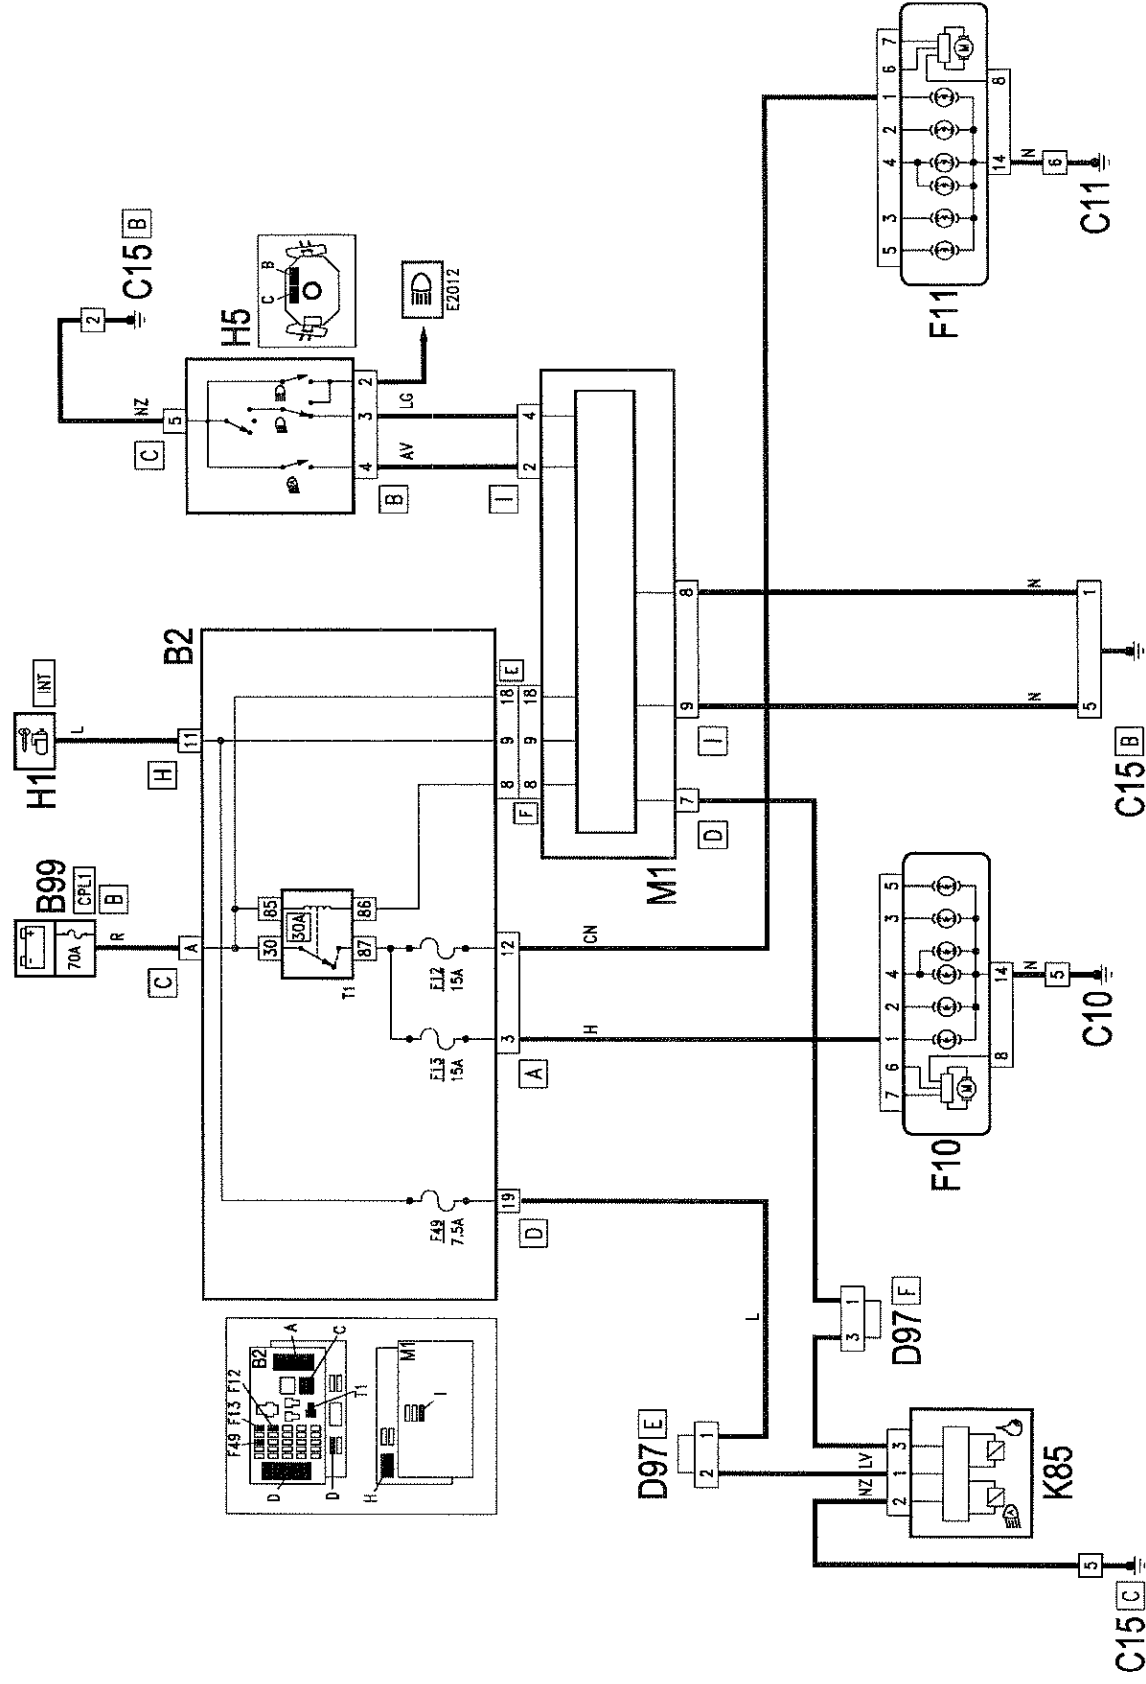 C15 B
2
NZ
5
C
H5
C
B
E2012
4
3
2
B
AV
LG
I
2
4
H1
INT
L
H
11
B2
B99
CPL1
B
70A
R
C
A
30
85
30A
87
86
T1
F12
15A
F13
15A
F49
7.5A
19
D
3
12
A
8
9
18
E
F
8
9
18
H
CN
L
M1
7
D
9
8
I
N
N
5
1
C15 B
F49
F13
F12
B2
A
C
T1
D
D
H
M1
I
D97 E
2
1
D97 F
3
1
NZ
LV
2
1
3
K85
A
5
C15 C
F10
7
6
1
2
4
3
5
M
8
14
N
5
C10
F11
5
3
4
2
1
6
7
M
14
8
N
6
C11